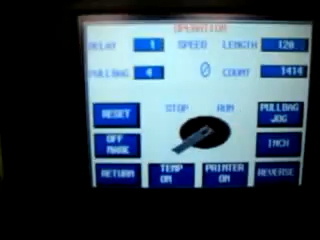 OPERATION
DELAY 1 SPEED LENGTH 120
PULLBAG 4 0 COUNT 1414
STOP RUN
RESET
PULLBAG
JOG
OFF
MARK
INCH
RETURN
TEMP
ON
PRINTER
ON
REVERSE